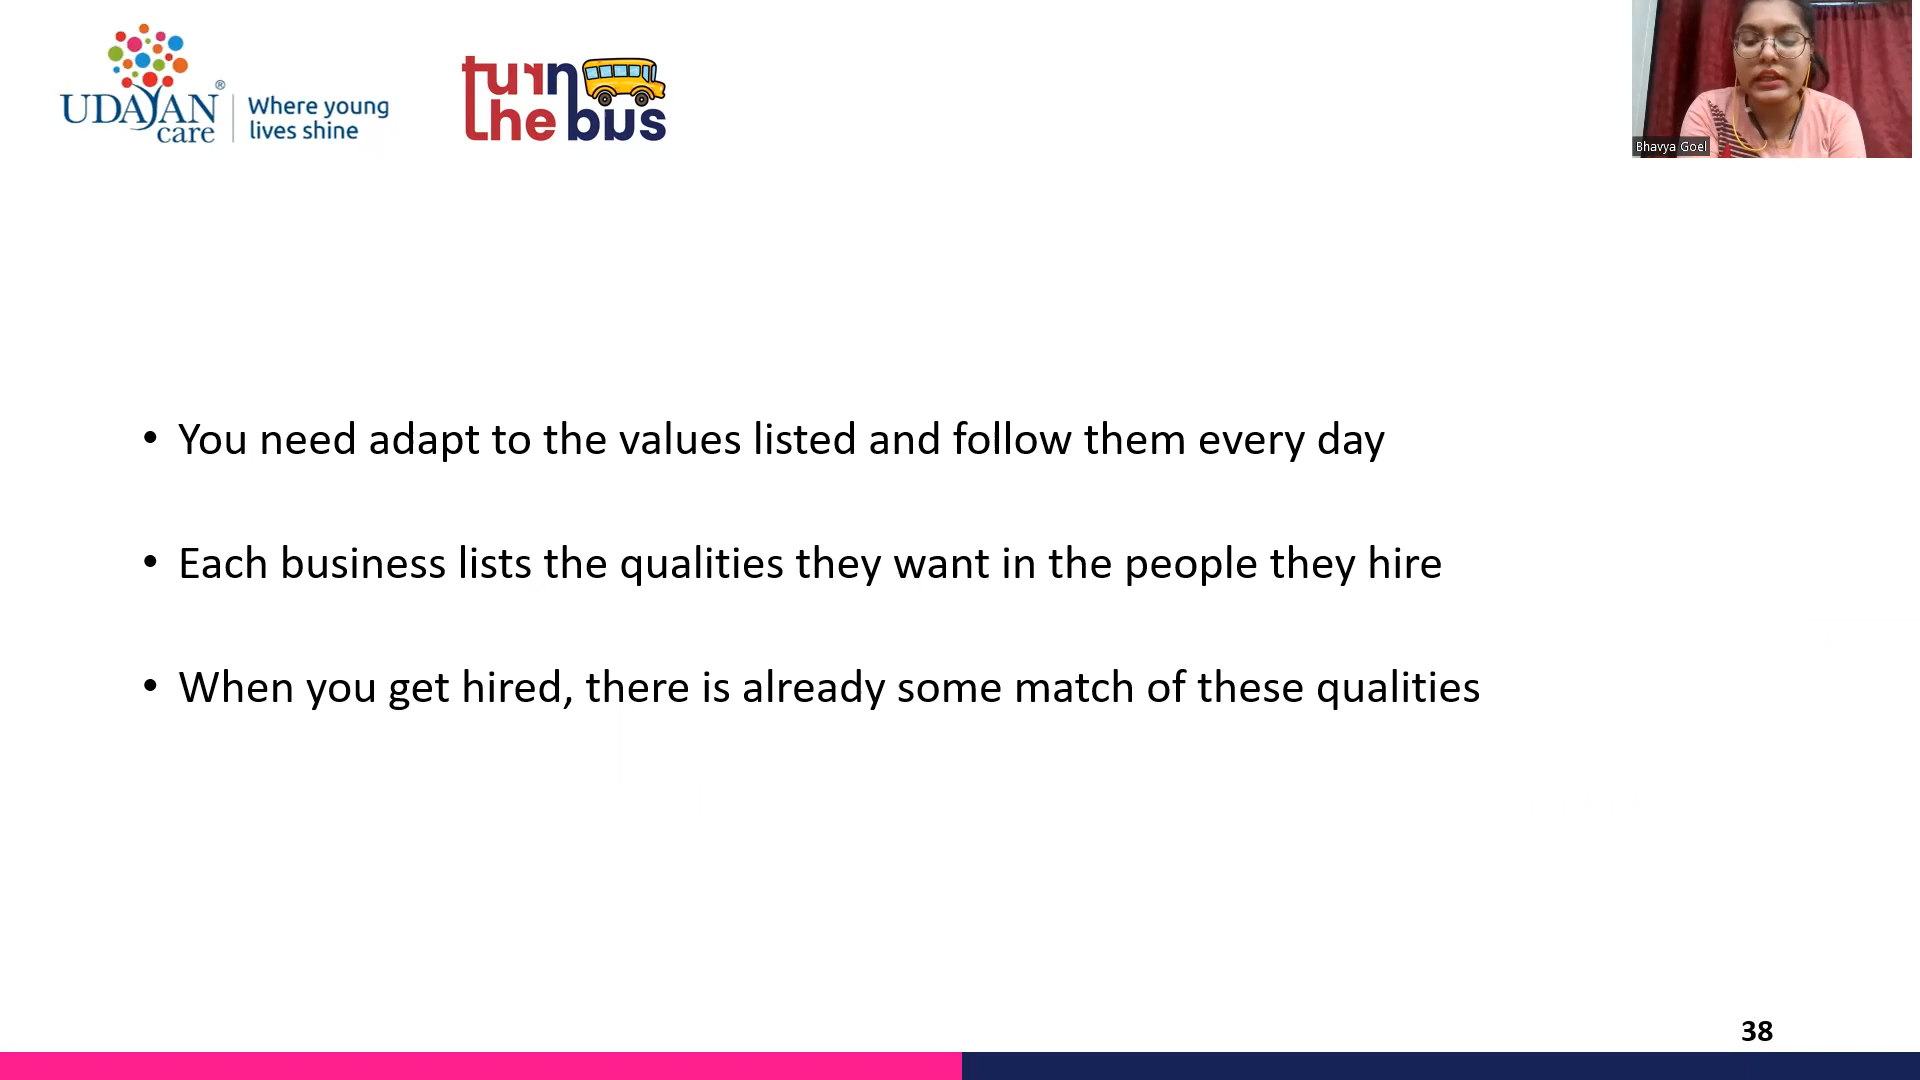 UDAYAN ®
care
Where young
lives shine
turn
the bus
Bhavya Goel
• You need adapt to the values listed and follow them every day
• Each business lists the qualities they want in the people they hire
• When you get hired, there is already some match of these qualities
38